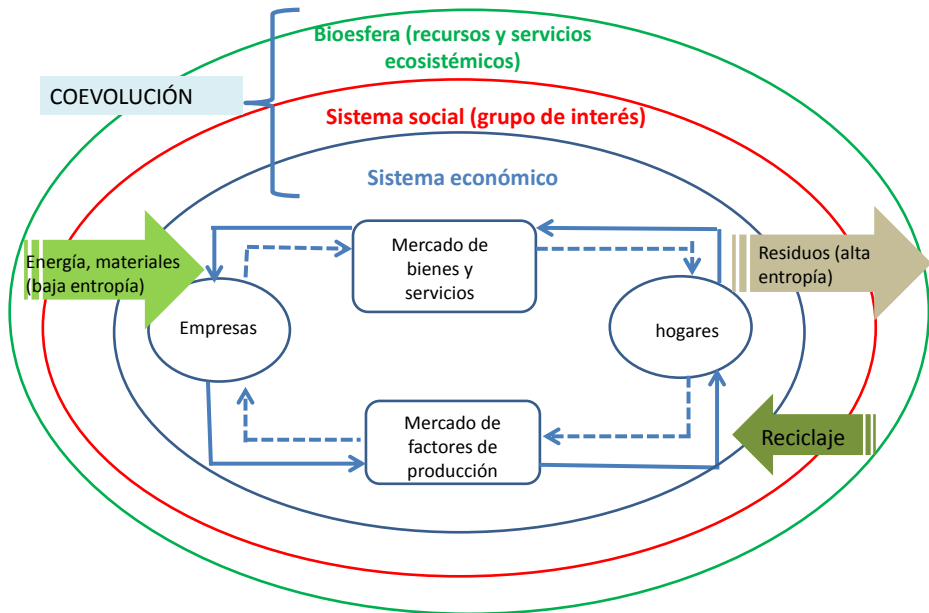 Bioesfera (recursos y servicios
ecosistémicos)
COEVOLUCIÓN
Sistema social (grupo de interés)
Sistema económico
Energía, materiales
(baja entropía)
Mercado de
bienes y
servicios
Residuos (alta
entropía)
Empresas
hogares
Mercado de
factores de
producción
Reciclaje